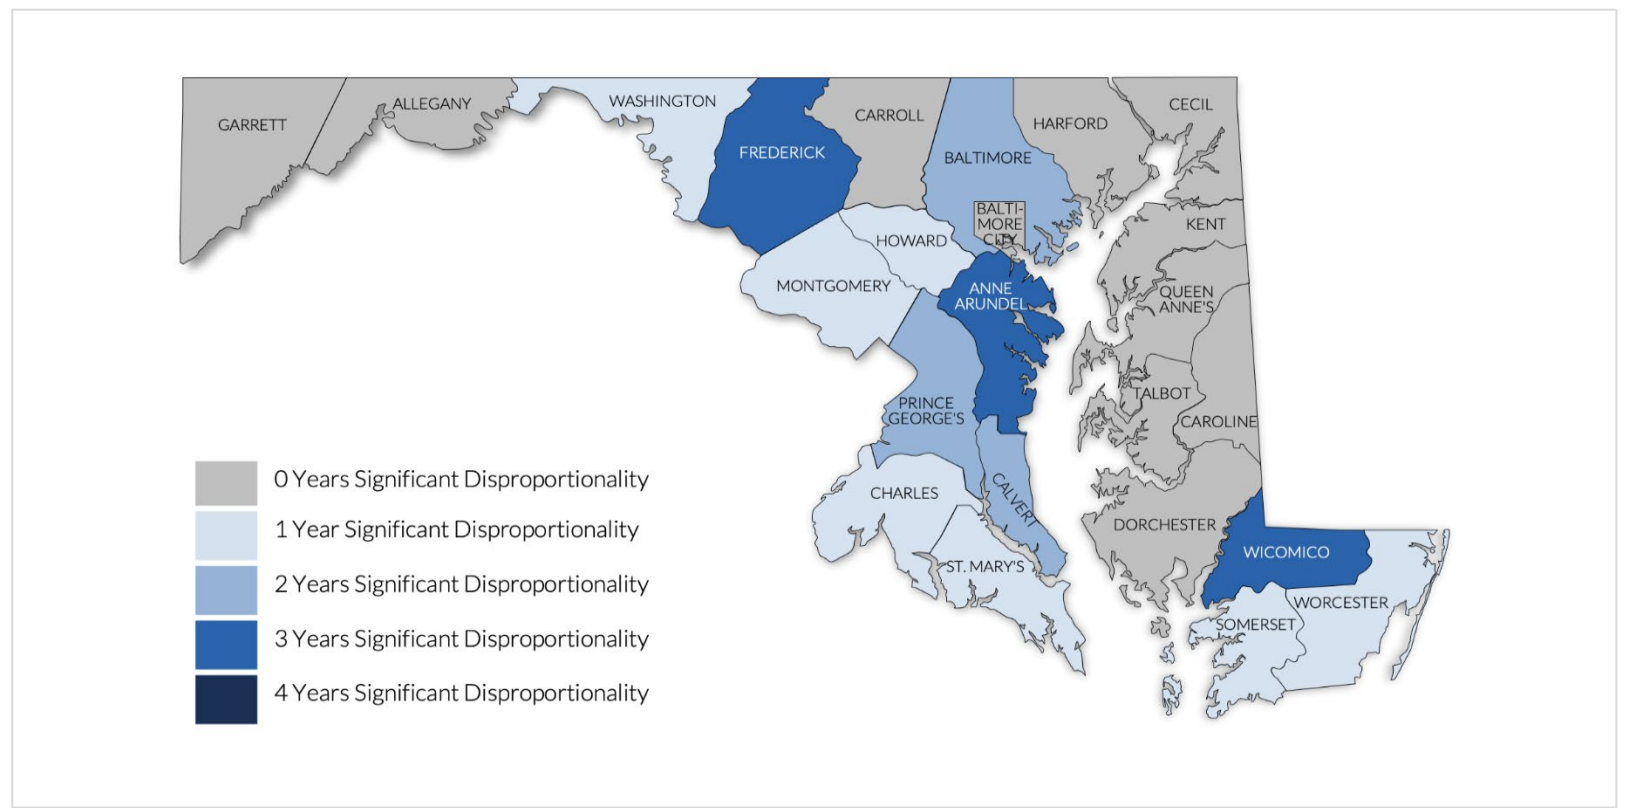 GARRETT
ALLEGANY
WASHINGTON
FREDERICK
CARROLL
BALTIMORE
HARFORD
CECIL
BALTI-
MORE
CITY
KENT
HOWARD
MONTGOMERY
ANNE
ARUNDEL
QUEEN
ANNE'S
PRINCE
GEORGE'S
TALBOT
CAROLINE
CHARLES
CALVERT
DORCHESTER
WICOMICO
ST. MARY'S
WORCESTER
SOMERSET
0 Years Significant Disproportionality
1 Year Significant Disproportionality
2 Years Significant Disproportionality
3 Years Significant Disproportionality
4 Years Significant Disproportionality